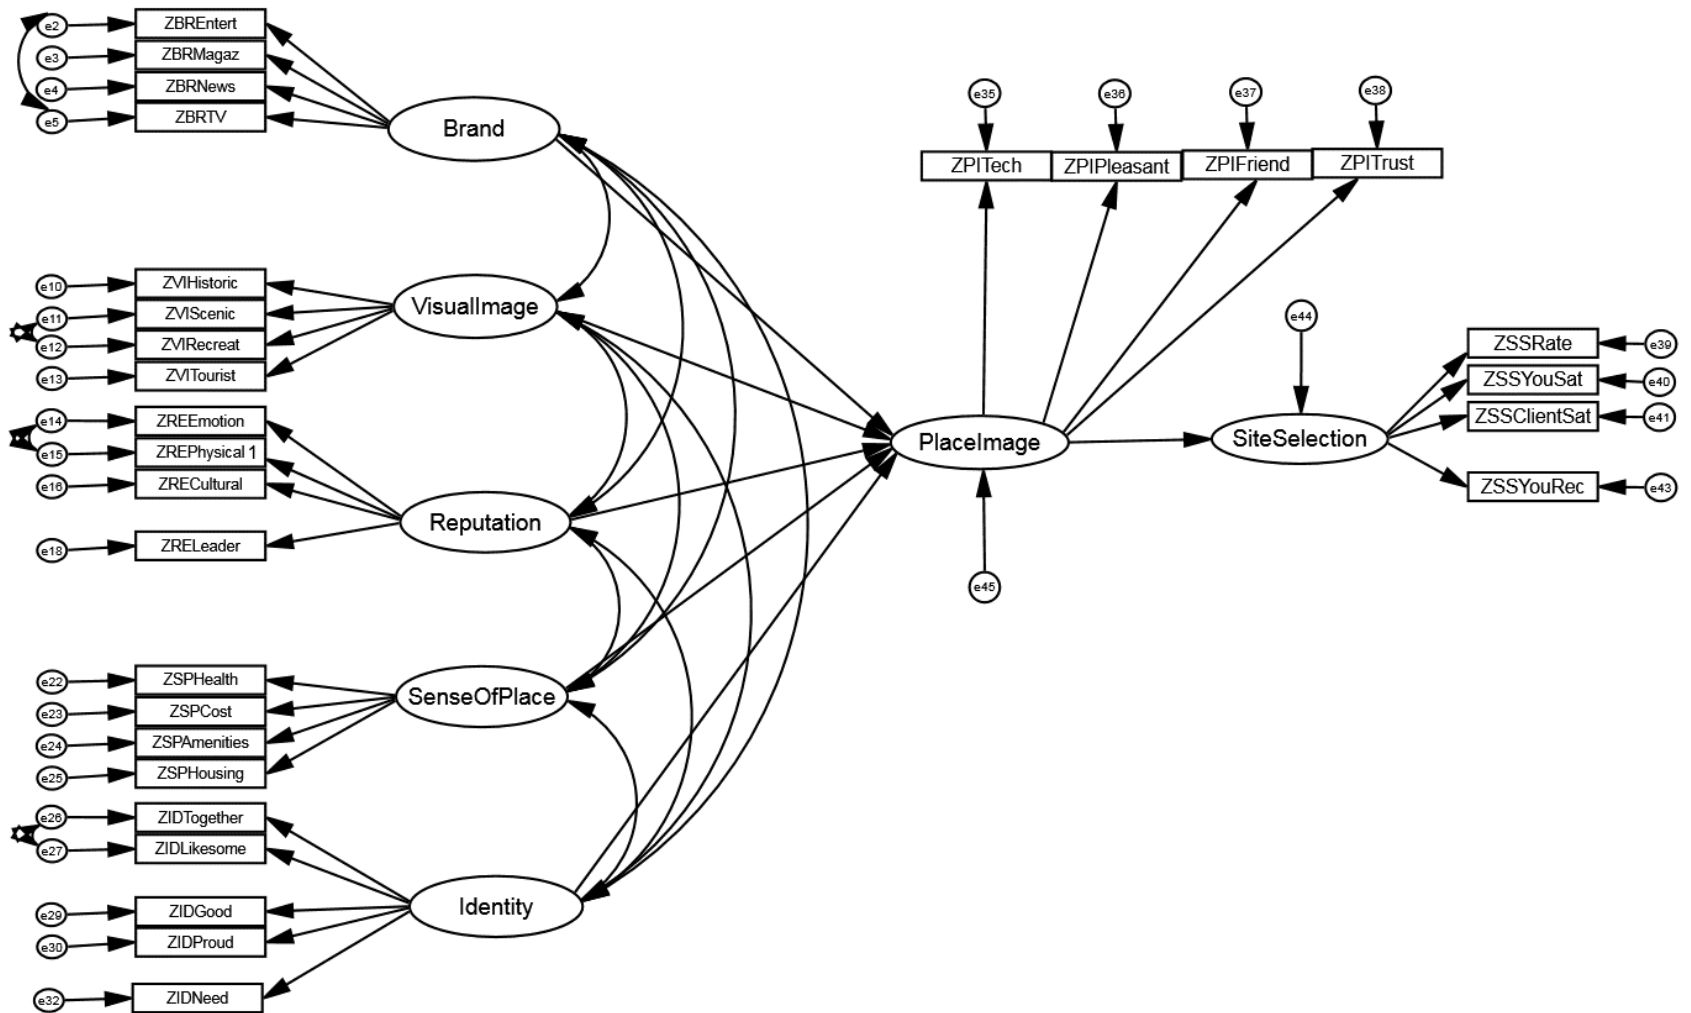 e2
ZBREntert
e3
ZBRMagaz
e4
ZBRNews
e5
ZBRTV
Brand
e10
ZVIHistoric
e11
ZVIScenic
e12
ZVIRecreat
e13
ZVITourist
VisualImage
e14
ZREEmotion
e15
ZREPhysical 1
e16
ZRECultural
e18
ZRELeader
Reputation
e22
ZSPHealth
e23
ZSPCost
e24
ZSPAmenities
e25
ZSPHousing
SenseOfPlace
e26
ZIDTogether
e27
ZIDLikesome
e29
ZIDGood
e30
ZIDProud
e32
ZIDNeed
Identity
e35
e36
e37
e38
ZPITech
ZPIPleasant
ZPIFriend
ZPITrust
PlaceImage
e45
e44
SiteSelection
ZSSRate
e39
ZSSYouSat
e40
ZSSClientSat
e41
ZSSYouRec
e43